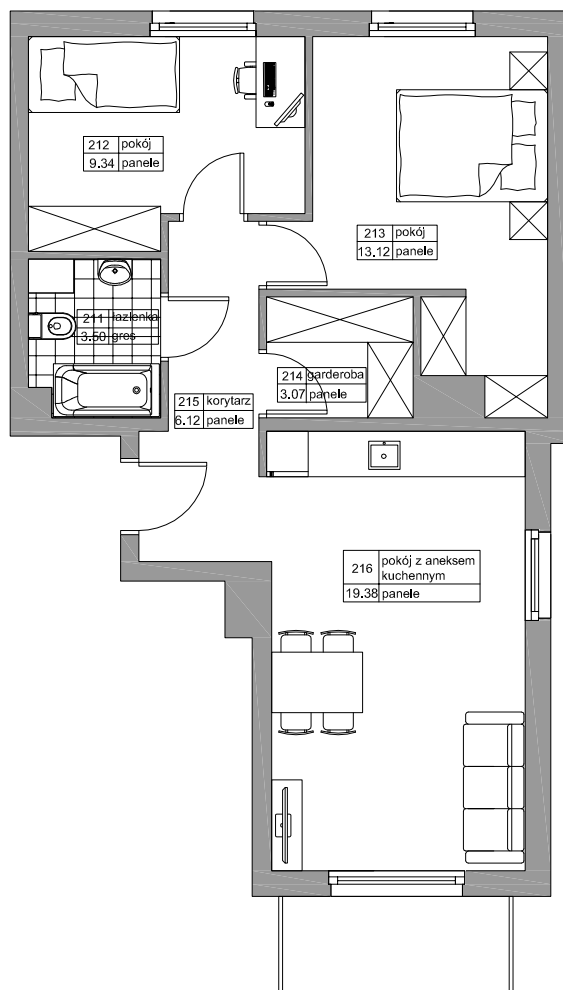 212 pokój
9.34 panele
213 pokój
13.12 panele
211 łazienka
3.50 gres
214 garderoba
3.07 panele
215 korytarz
6.12 panele
216 pokój z aneksem
kuchennym
19.38 panele